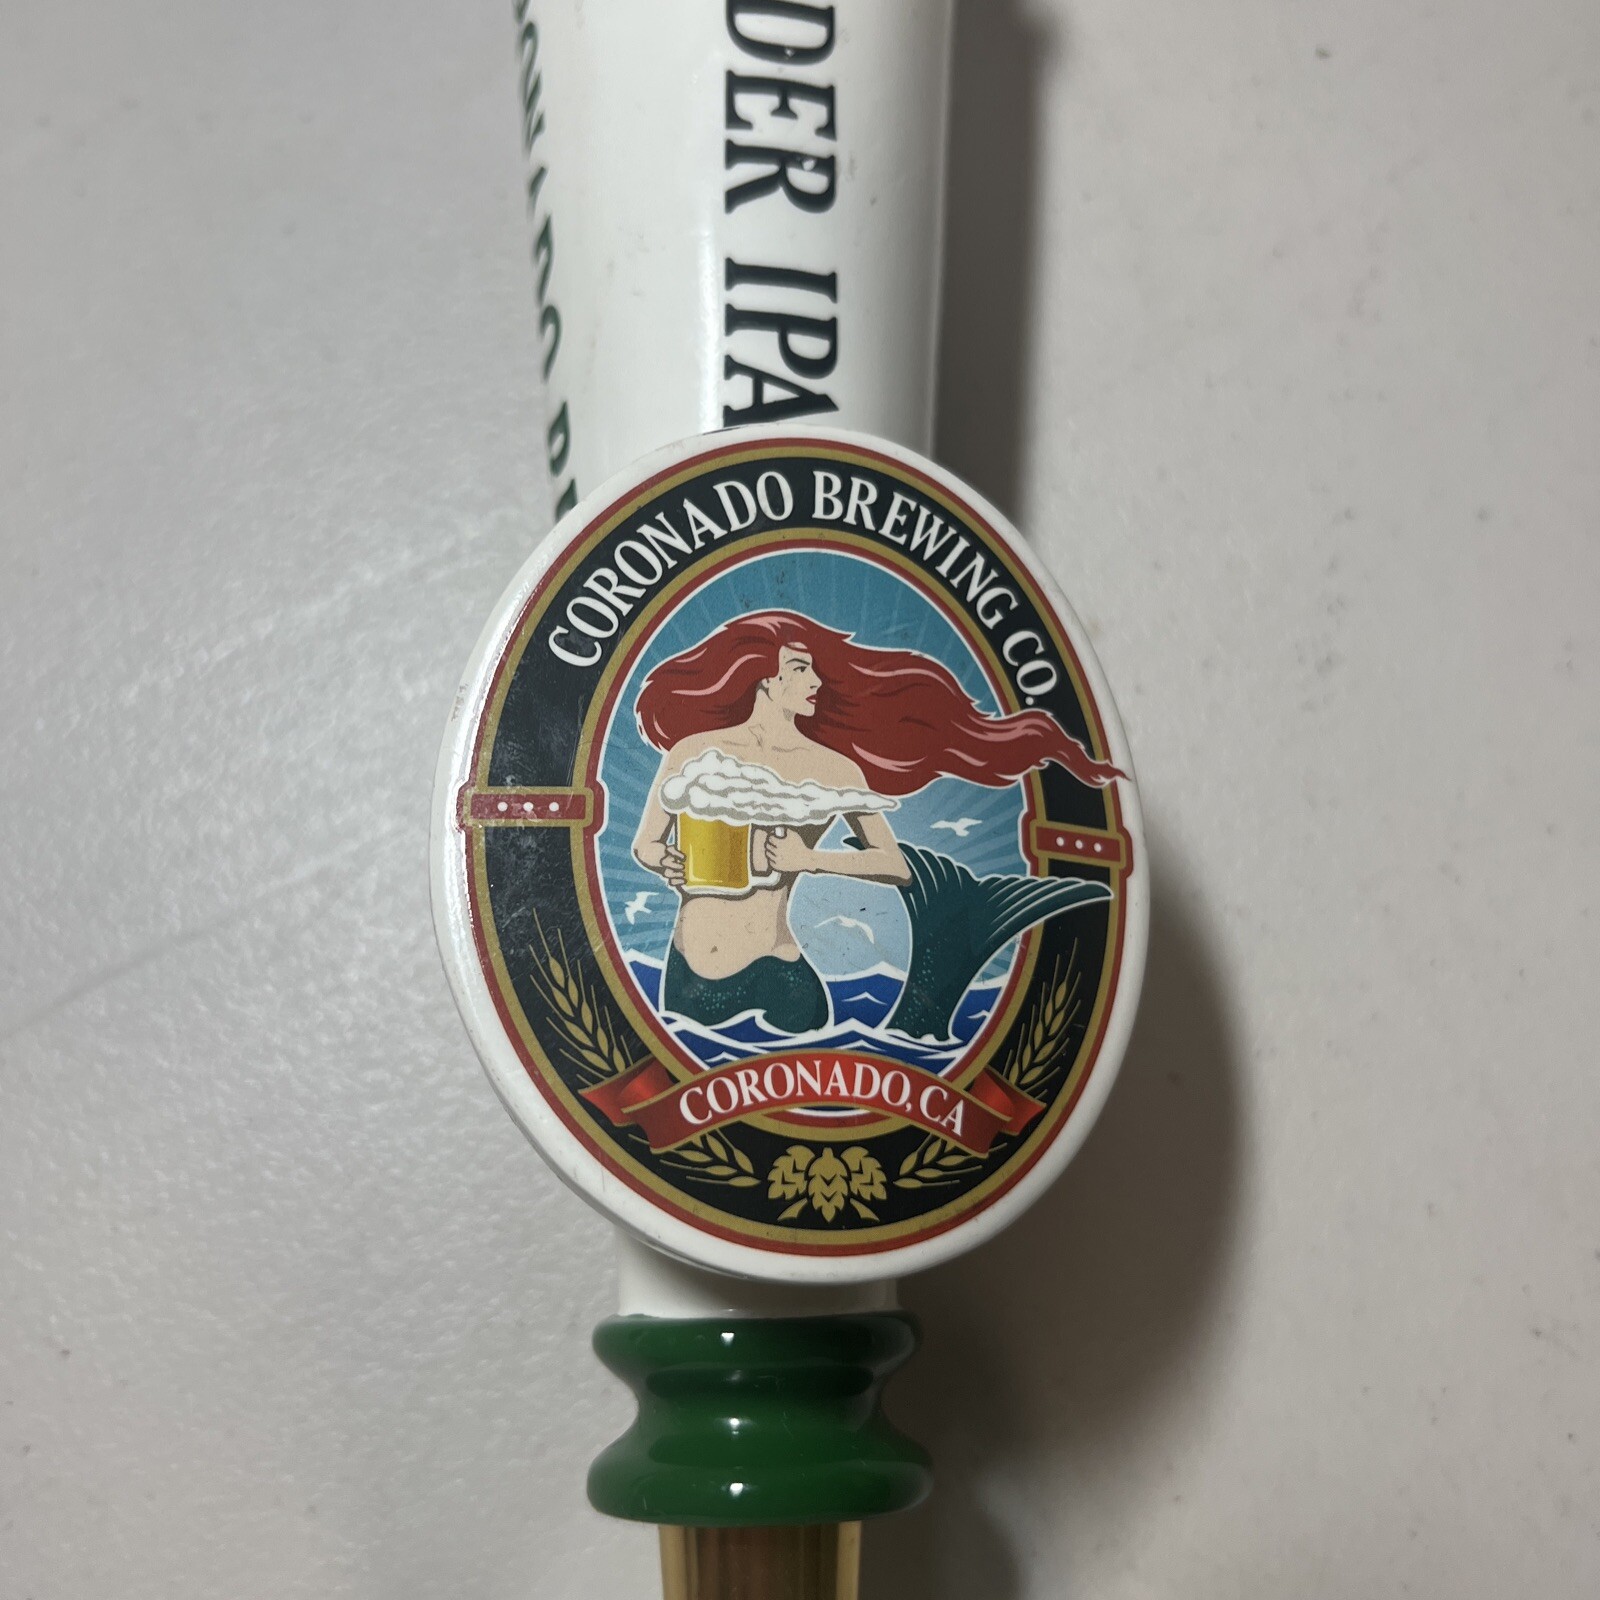 DER IPA
CORONADO BREWING CO.
CORONADO, CA